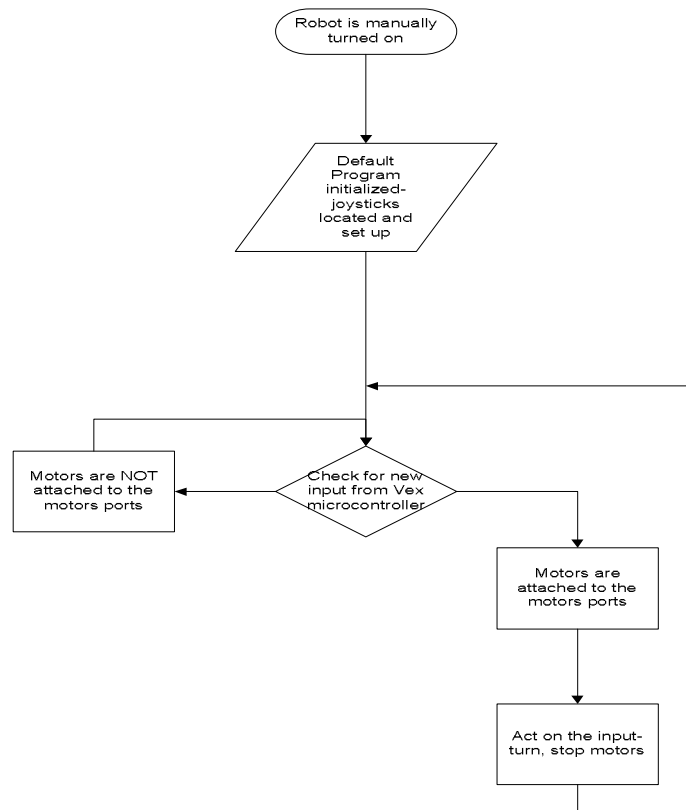 Robot is manually
turned on
Default
Program
initialized-
joysticks
located and
set up
Motors are NOT
attached to the
motors ports
Check for new
input from Vex
microcontroller
Motors are
attached to the
motors ports
Act on the input-
turn, stop motors